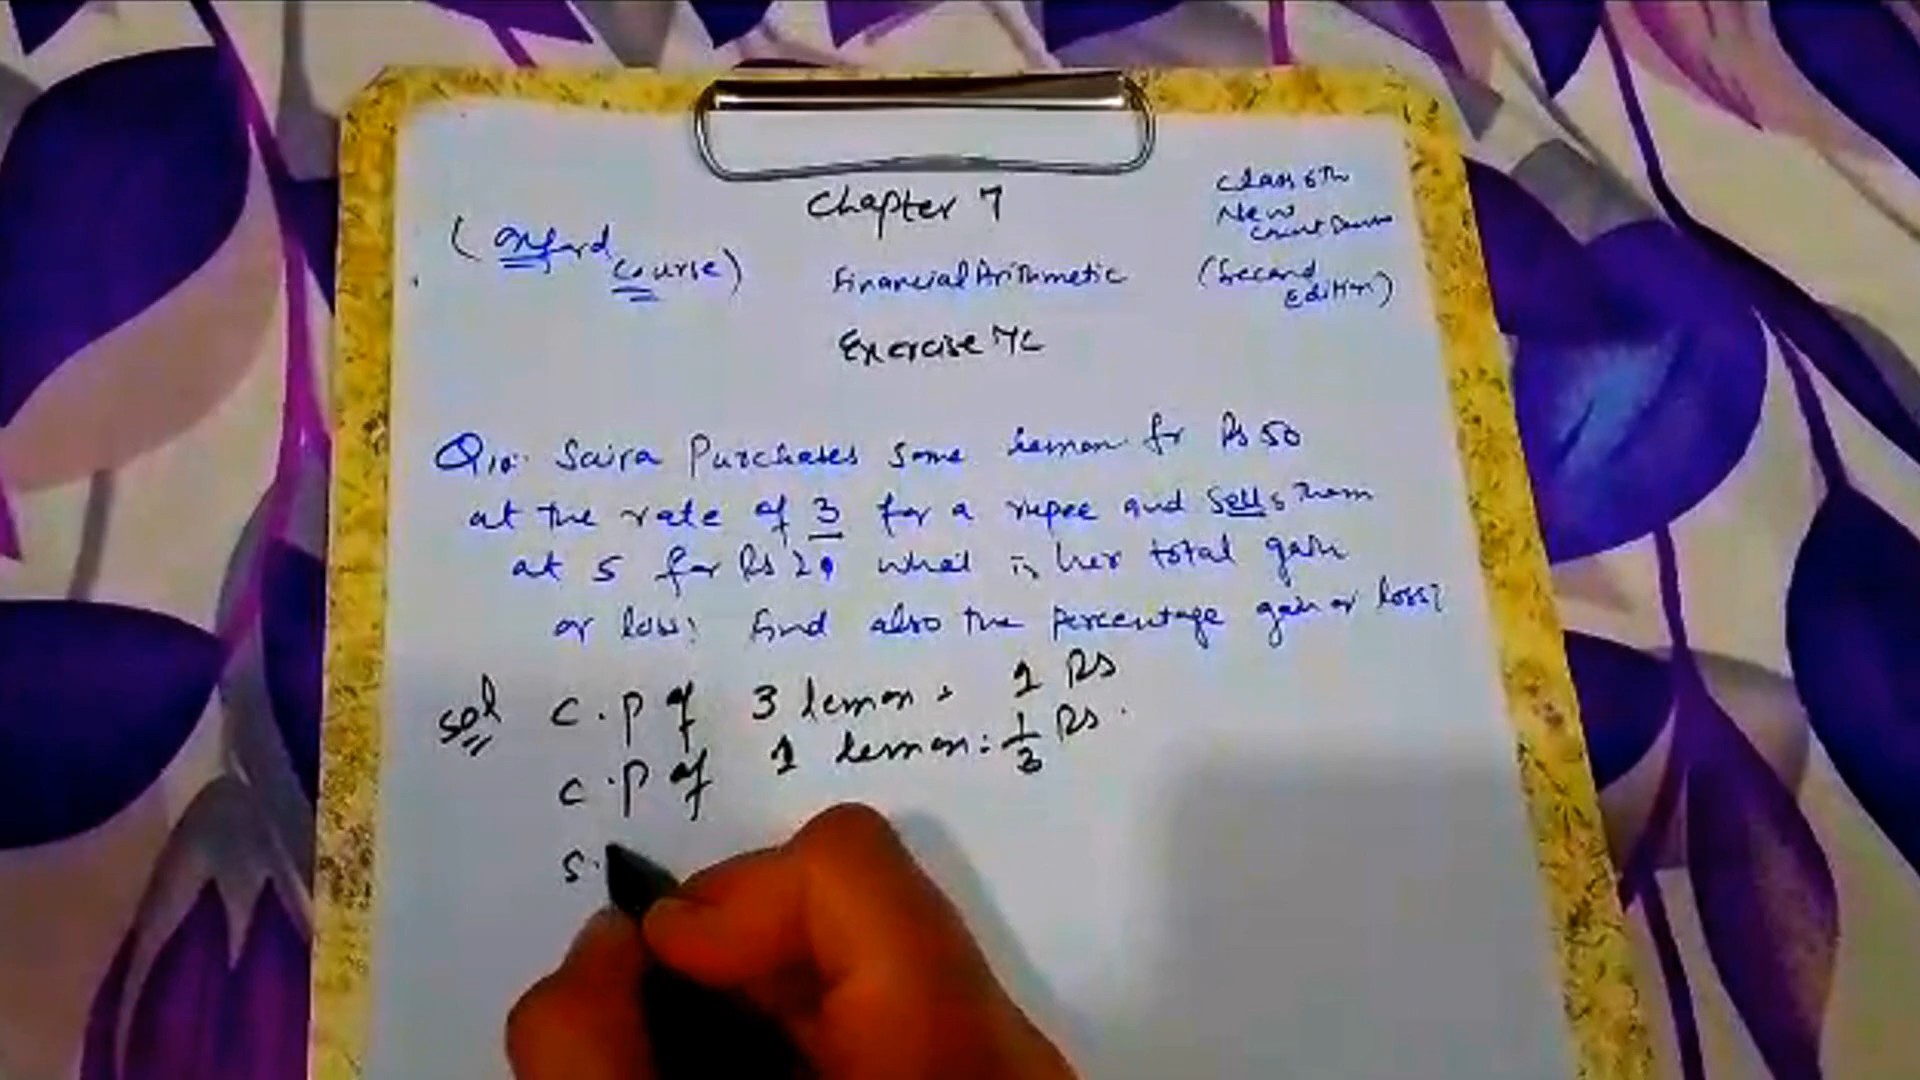 Chapter 7
Class 6th
New
Count Down
(Second
Edition)
(Oxford
Course)
Financial Arithmetic
Exercise 7C
Q10. Saira Purchases Some lemon for Rs 50
at the rate of 3 for a rupee and sells them
at 5 for Rs 2, what is her total gain
or loss? Find also the percentage gain or loss?
Sol
C.P of 3 lemon = 1 Rs
C.P of 1 lemon = 1/3 Rs.
S.